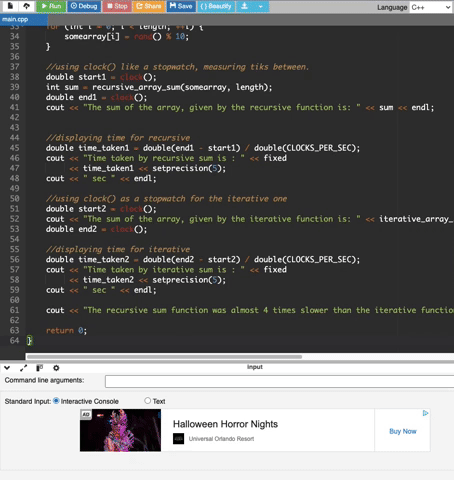 Run Debug Stop Share Save { } Beautify Language C++
main.cpp
33 for (int i = 0; i < length; ++i) {
34 somearray[i] = rand() % 10;
35 }
36
37 //using clock() like a stopwatch, measuring tiks between.
38 double start1 = clock();
39 int sum = recursive_array_sum(somearray, length);
40 double end1 = clock();
41 cout << "The sum of the array, given by the recursive function is: " << sum << endl;
42
43
44 //displaying time for recursive
45 double time_taken1 = double(end1 - start1) / double(CLOCKS_PER_SEC);
46 cout << "Time taken by recursive sum is : " << fixed
47 << time_taken1 << setprecision(5);
48 cout << " sec " << endl;
49
50 //using clock() as a stopwatch for the iterative one
51 double start2 = clock();
52 cout << "The sum of the array, given by the iterative function is: " << iterative_array_
53 double end2 = clock();
54
55 //displaying time for iterative
56 double time_taken2 = double(end2 - start2) / double(CLOCKS_PER_SEC);
57 cout << "Time taken by iterative sum is : " << fixed
58 << time_taken2 << setprecision(5);
59 cout << " sec " << endl;
60
61 cout << "The recursive sum function was almost 4 times slower than the iterative functio
62
63 return 0;
64 }
input
Command line arguments:
Standard Input: Interactive Console Text
AD
Halloween Horror Nights
Universal Orlando Resort
Buy Now